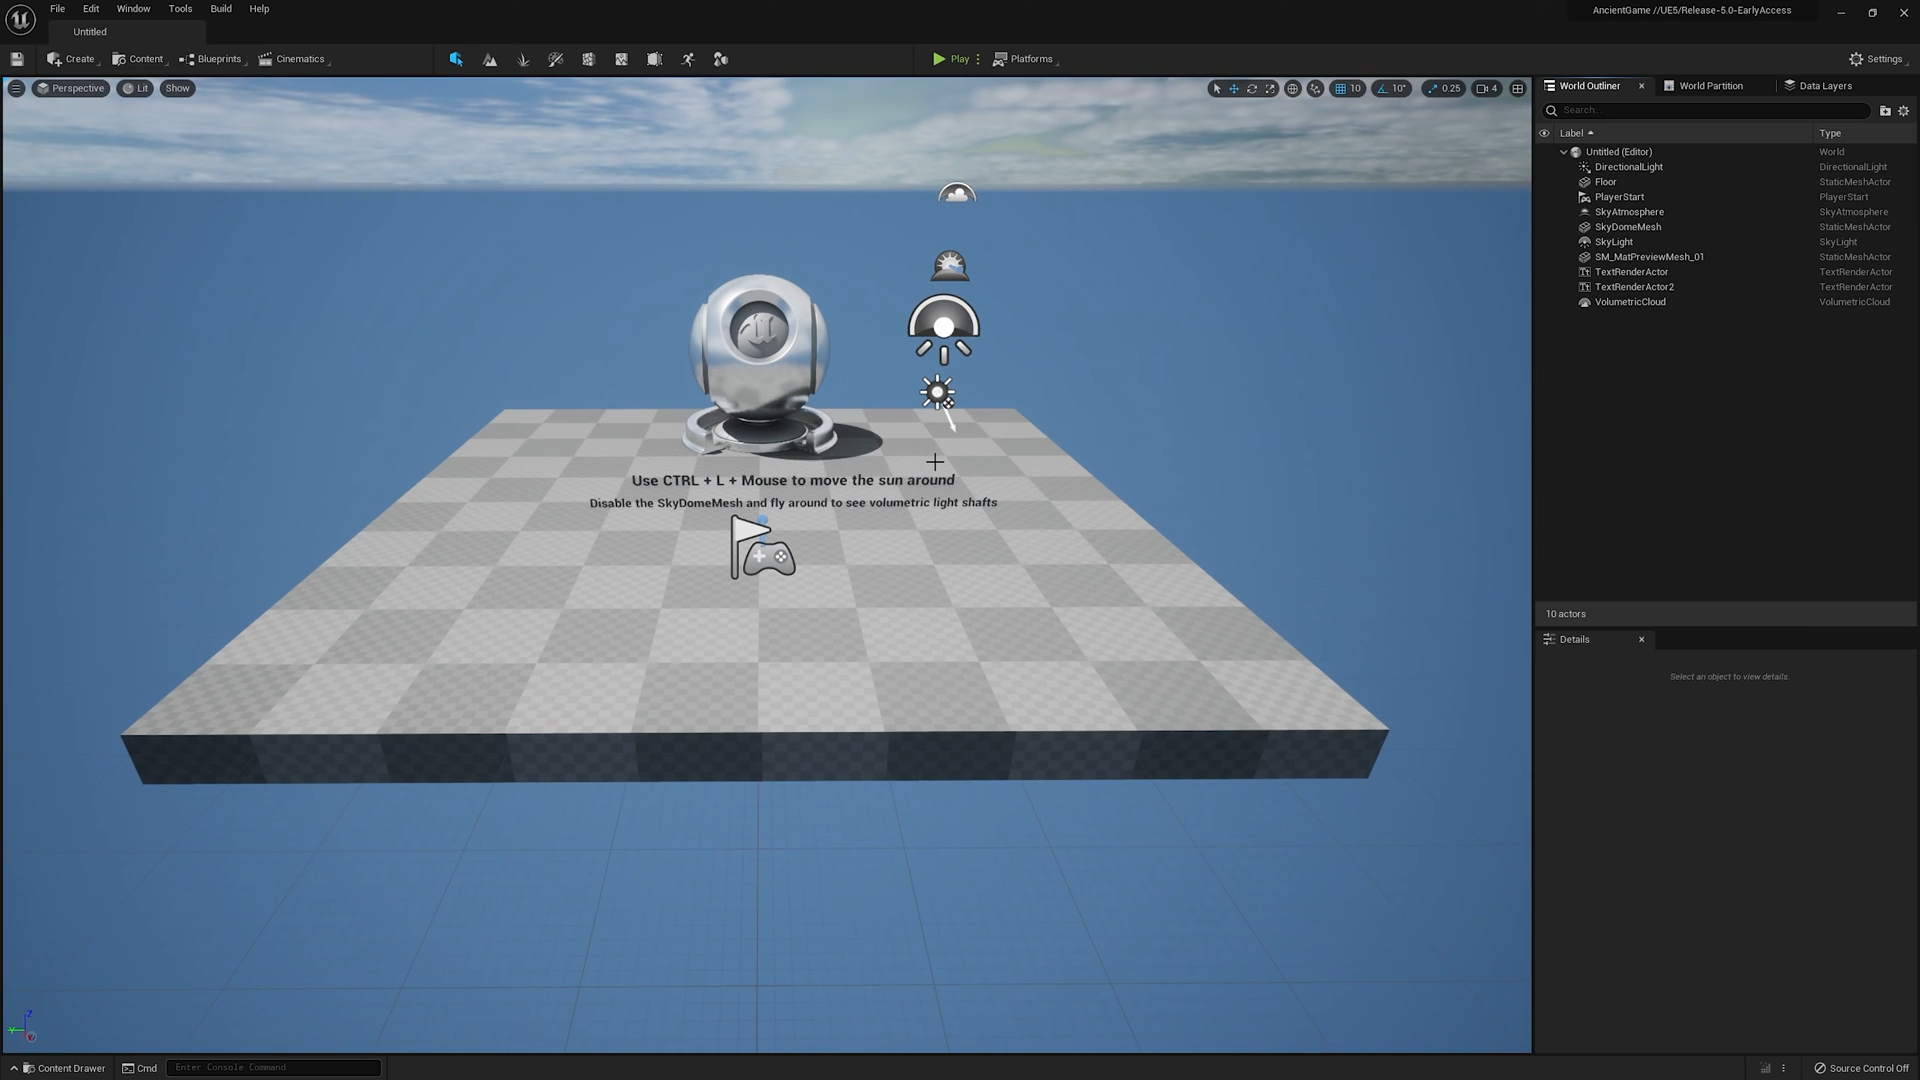 File Edit Window Tools Build Help
AncientGame //UE5/Release-5.0-EarlyAccess
Untitled
Create Content Blueprints Cinematics Play Platforms Settings
Perspective Lit Show 10 10° 0.25 4
World Outliner World Partition Data Layers
Search...
Label Type
Untitled (Editor) World
DirectionalLight DirectionalLight
Floor StaticMeshActor
PlayerStart PlayerStart
SkyAtmosphere SkyAtmosphere
SkyDomeMesh StaticMeshActor
SkyLight SkyLight
SM_MatPreviewMesh_01 StaticMeshActor
TextRenderActor TextRenderActor
TextRenderActor2 TextRenderActor
VolumetricCloud VolumetricCloud
Use CTRL + L + Mouse to move the sun around
Disable the SkyDomeMesh and fly around to see volumetric light shafts
10 actors
Details
Select an object to view details.
Z
Y
Content Drawer Cmd Enter Console Command Source Control Off